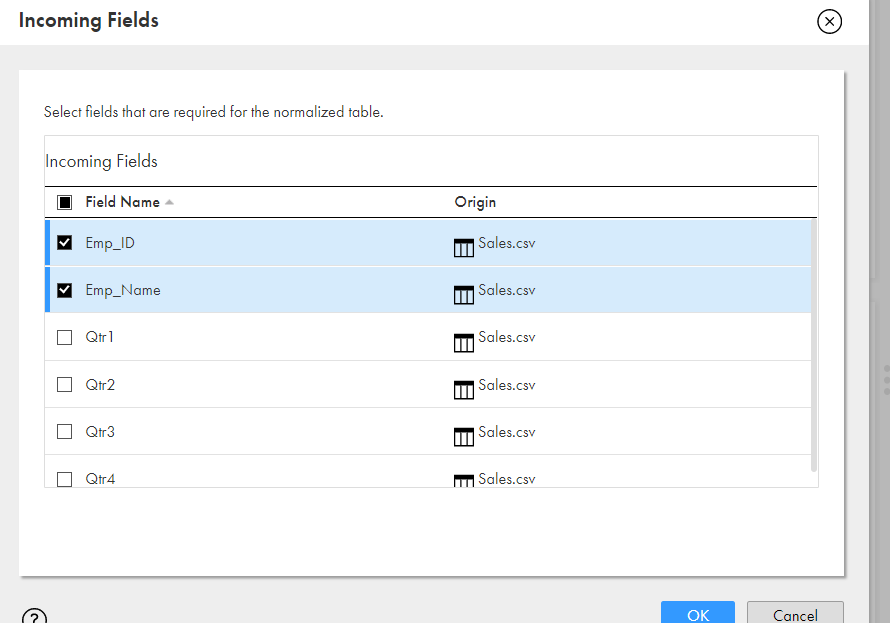 Incoming Fields
Select fields that are required for the normalized table.
Incoming Fields
Field Name Origin
Emp_ID Sales.csv
Emp_Name Sales.csv
Qtr1 Sales.csv
Qtr2 Sales.csv
Qtr3 Sales.csv
Qtr4 Sales.csv
? OK Cancel